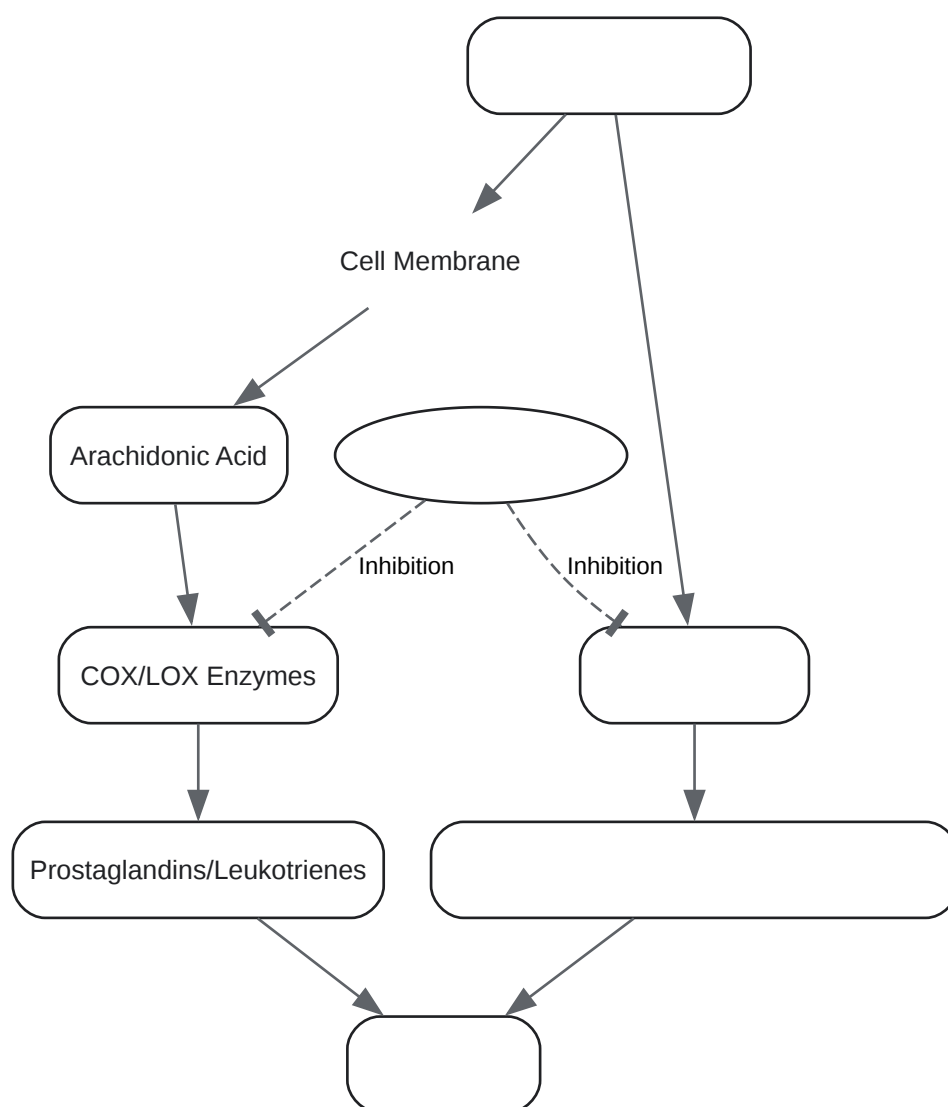 Cell Membrane
Arachidonic Acid
Inhibition
Inhibition
COX/LOX Enzymes
Prostaglandins/Leukotrienes